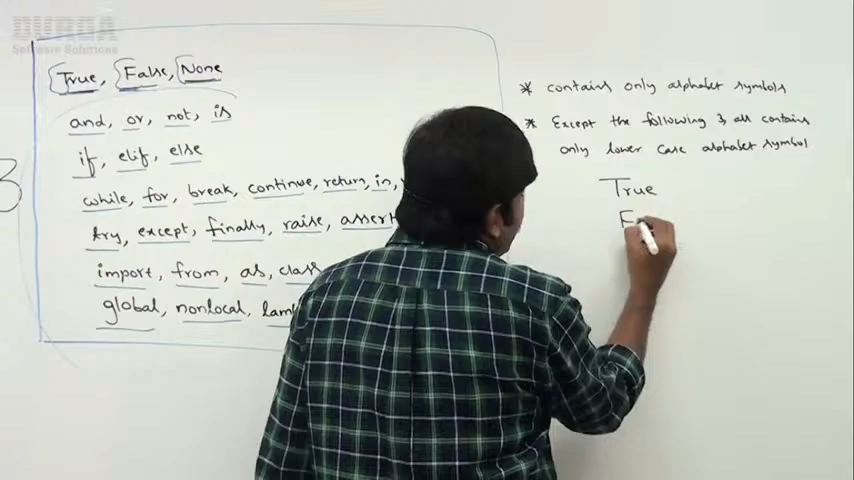 DURGA
Software Solutions
True, False, None
and, or, not, is
if, elif, else
while, for, break, continue, return, in,
try, except, finally, raise, assert
import, from, as, class
global, nonlocal,
* contains only alphabet symbols
* Except the following 3, all contains
only lower case alphabet symbol
True
F
3